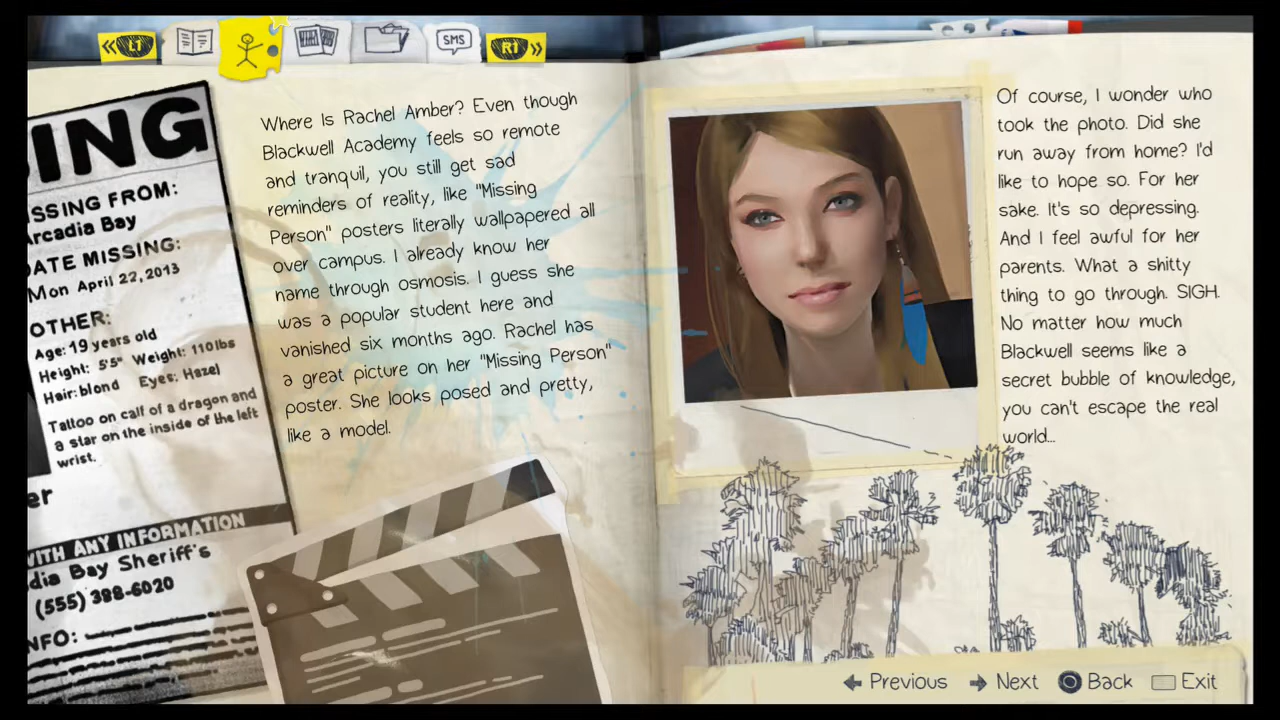 L1
SMS
R1
ING
ISSING FROM:
Arcadia Bay
DATE MISSING:
Mon April 22, 2013
OTHER:
Age: 19 years old
Height: 5'5" Weight: 110lbs
Hair: blond Eyes: Hazel
Tattoo on calf of a dragon and
a star on the inside of the left
wrist.
er
WITH ANY INFORMATION
dia Bay Sheriff's
(555) 388-6020
NFO:
Where Is Rachel Amber? Even though
Blackwell Academy feels so remote
and tranquil, you still get sad
reminders of reality, like "Missing
Person" posters literally wallpapered all
over campus. I already know her
name through osmosis. I guess she
was a popular student here and
vanished six months ago. Rachel has
a great picture on her "Missing Person"
poster. She looks posed and pretty,
like a model.
Of course, I wonder who
took the photo. Did she
run away from home? I'd
like to hope so. For her
sake. It's so depressing.
And I feel awful for her
parents. What a shitty
thing to go through. SIGH.
No matter how much
Blackwell seems like a
secret bubble of knowledge,
you can't escape the real
world...
Previous Next Back Exit